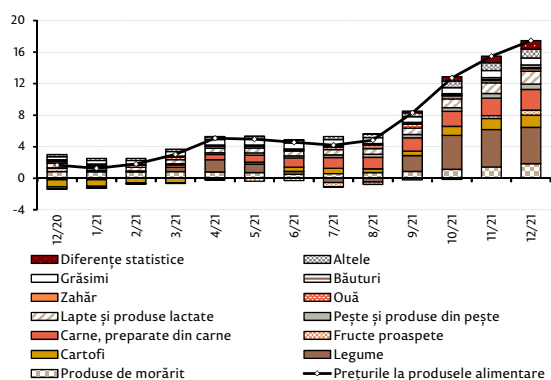 20
16
12
8
4
0
-4
12/20 1/21 2/21 3/21 4/21 5/21 6/21 7/21 8/21 9/21 10/21 11/21 12/21
Diferențe statistice Altele
Grăsimi Băuturi
Zahăr Ouă
Lapte și produse lactate Pește și produse din pește
Carne, preparate din carne Fructe proaspete
Cartofi Legume
Produse de morărit Prețurile la produsele alimentare